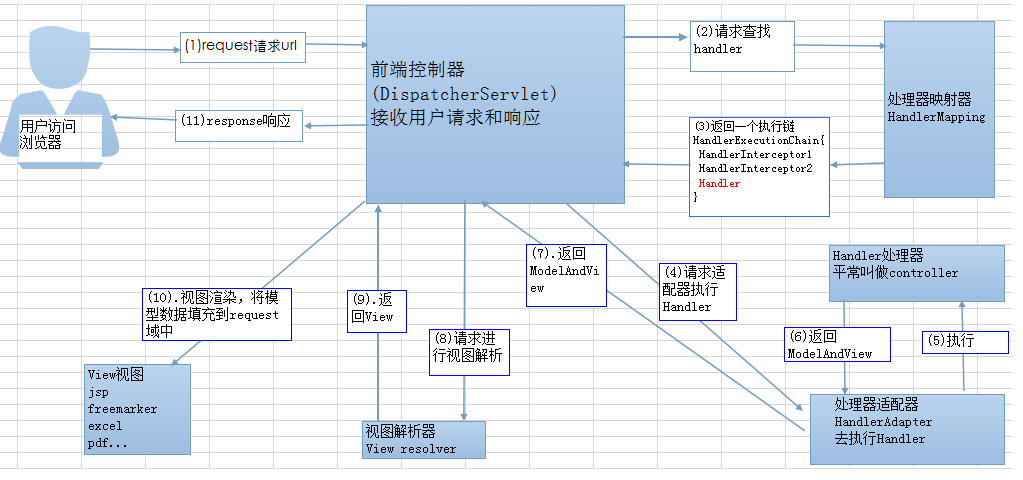 (1)request请求url
(11)response响应
用户访问
浏览器
前端控制器
(DispatcherServlet)
接收用户请求和响应
(2)请求查找
handler
处理器映射器
HandlerMapping
(3)返回一个执行链
HandlerExecutionChain{
HandlerInterceptor1
HandlerInterceptor2
Handler
}
(7).返回
ModelAndVi
ew
(4)请求适
配器执行
Handler
Handler处理器
平常叫做controller
(6)返回
ModelAndView
(5)执行
处理器适配器
HandlerAdapter
去执行Handler
(10).视图渲染，将模
型数据填充到request
域中
(9).返
回View
(8)请求进
行视图解析
View视图
jsp
freemarker
excel
pdf...
视图解析器
View resolver